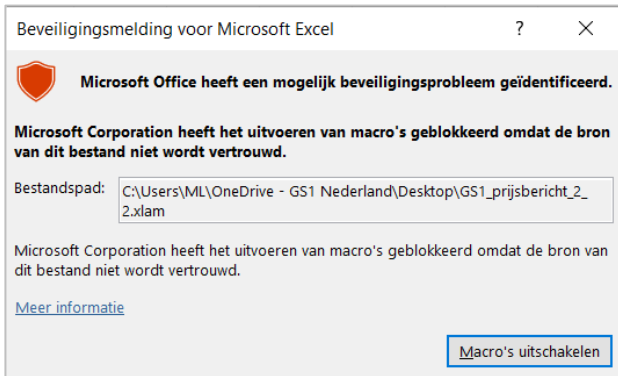 Beveiligingsmelding voor Microsoft Excel ?
Microsoft Office heeft een mogelijk beveiligingsprobleem geïdentificeerd.
Microsoft Corporation heeft het uitvoeren van macro's geblokkeerd omdat de bron
van dit bestand niet wordt vertrouwd.
Bestandspad:
C:\Users\ML\OneDrive - GS1 Nederland\Desktop\GS1_prijsbericht_2_
2.xlam
Microsoft Corporation heeft het uitvoeren van macro's geblokkeerd omdat de bron van
dit bestand niet wordt vertrouwd.
Meer informatie
Macro's uitschakelen